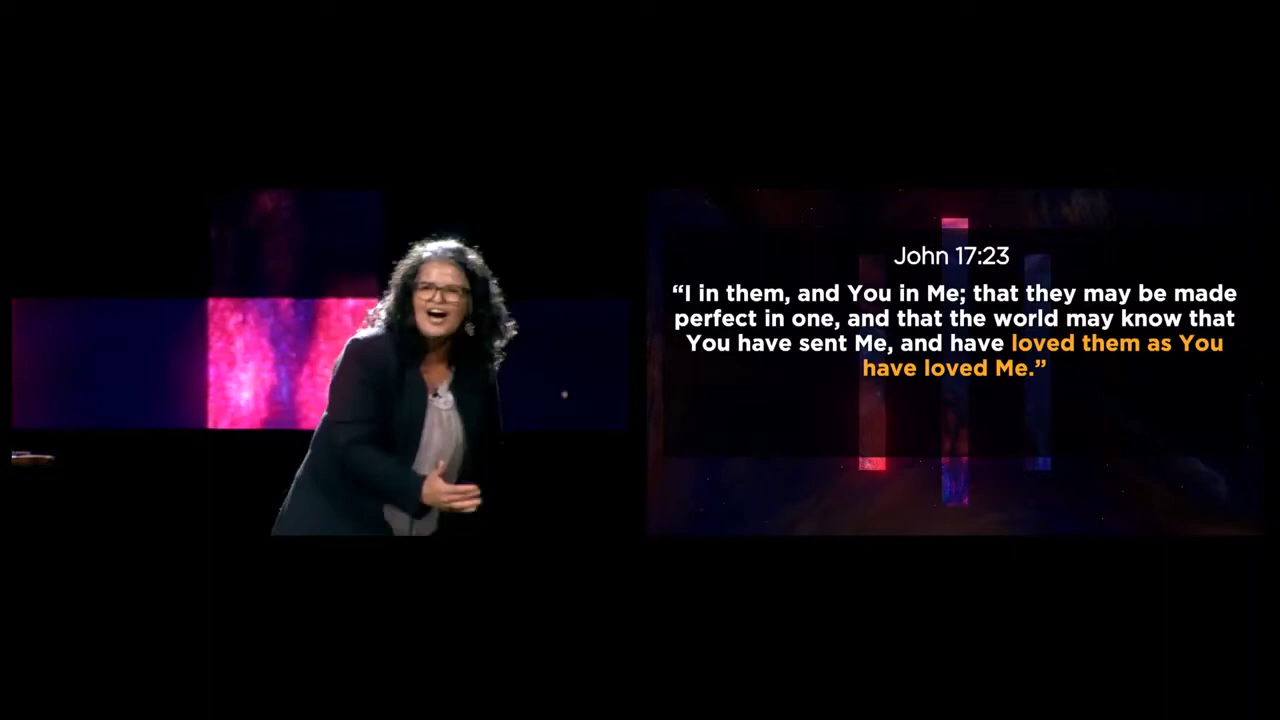 John 17:23
“I in them, and You in Me; that they may be made
perfect in one, and that the world may know that
You have sent Me, and have loved them as You
have loved Me.”